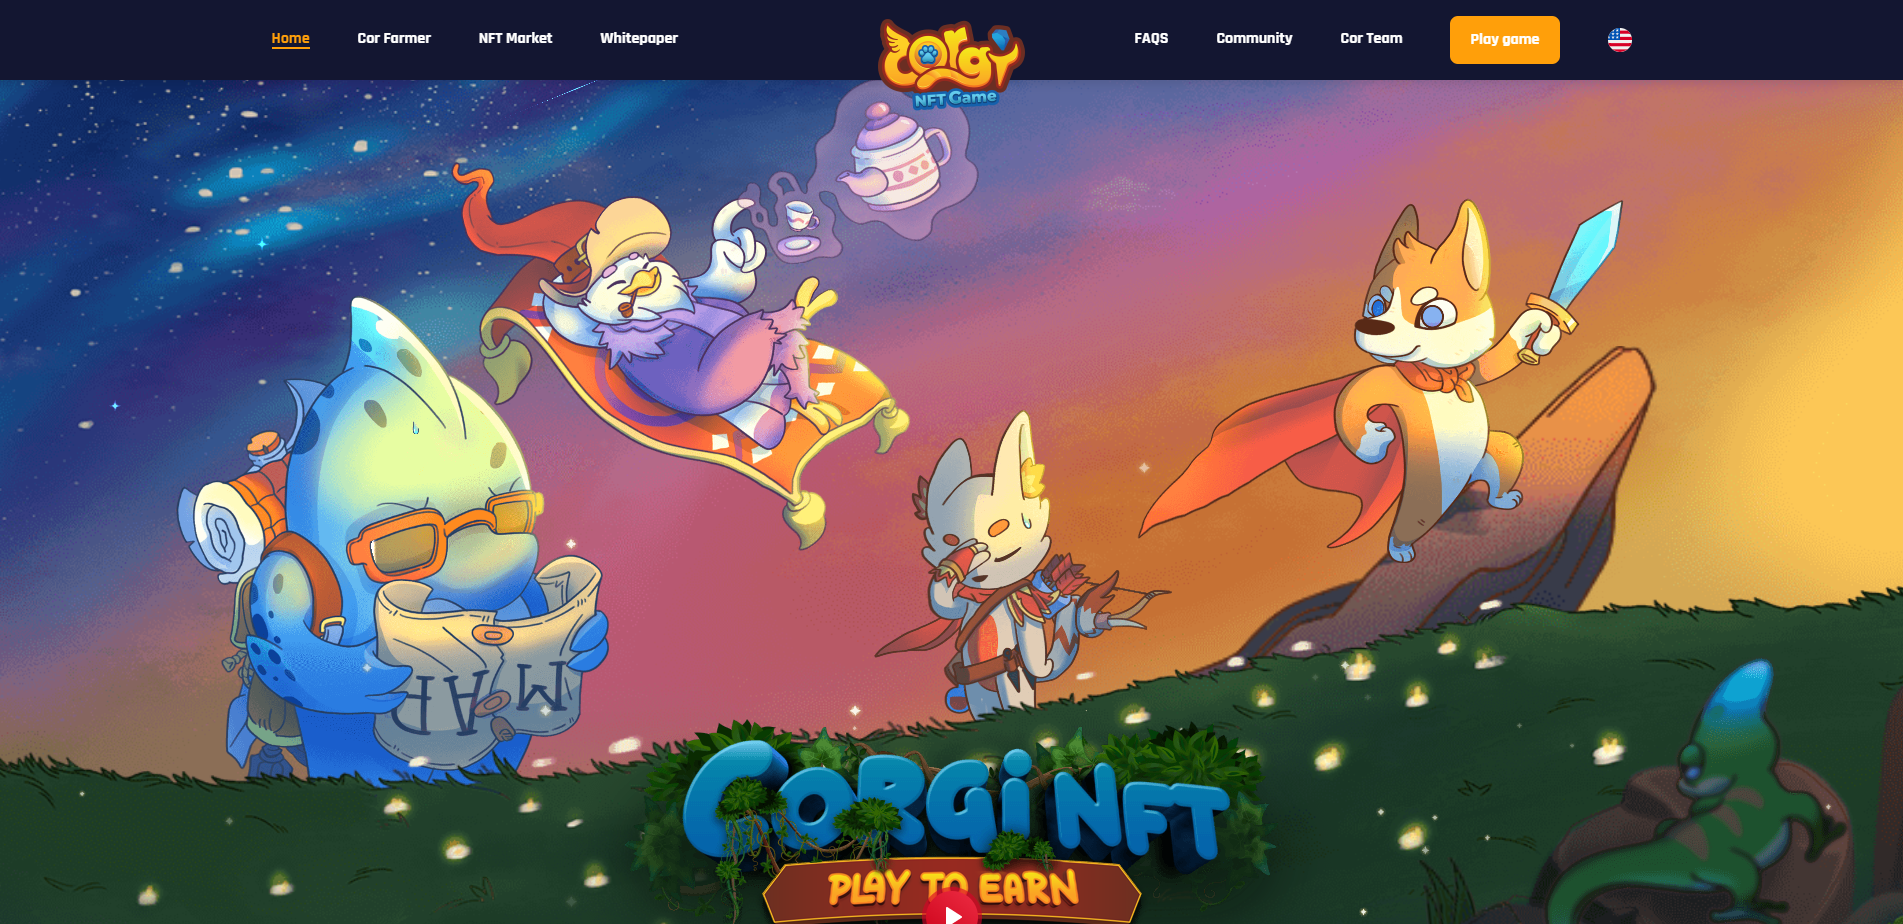 Home
Cor Farmer
NFT Market
Whitepaper
Corgi
NFT Game
FAQS
Community
Cor Team
Play game
MAP
CORGI NFT
PLAY TO EARN